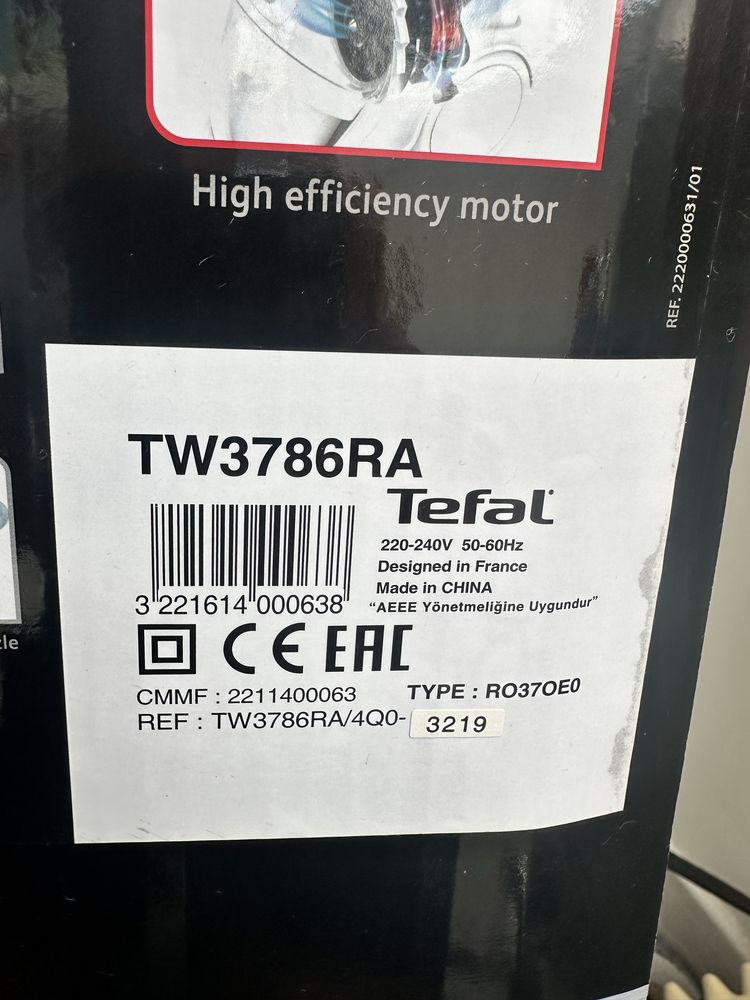 High efficiency motor
REF. 2220000631/01
TW3786RA
Tefal
220-240V 50-60Hz
Designed in France
Made in CHINA
"AEEE Yönetmeliğine Uygundur"
3 221614 000638
CE EAC
CMMF : 2211400063
TYPE : RO37OE0
REF : TW3786RA/4Q0- 3219